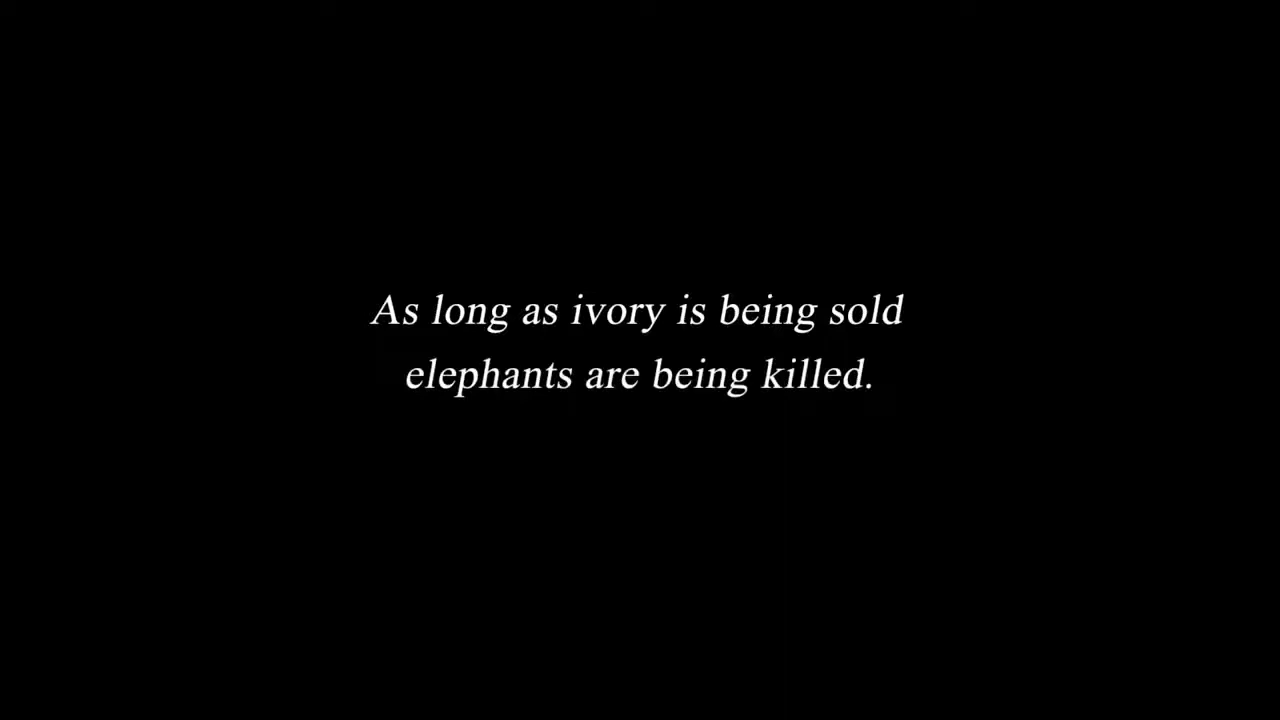 As long as ivory is being sold
elephants are being killed.